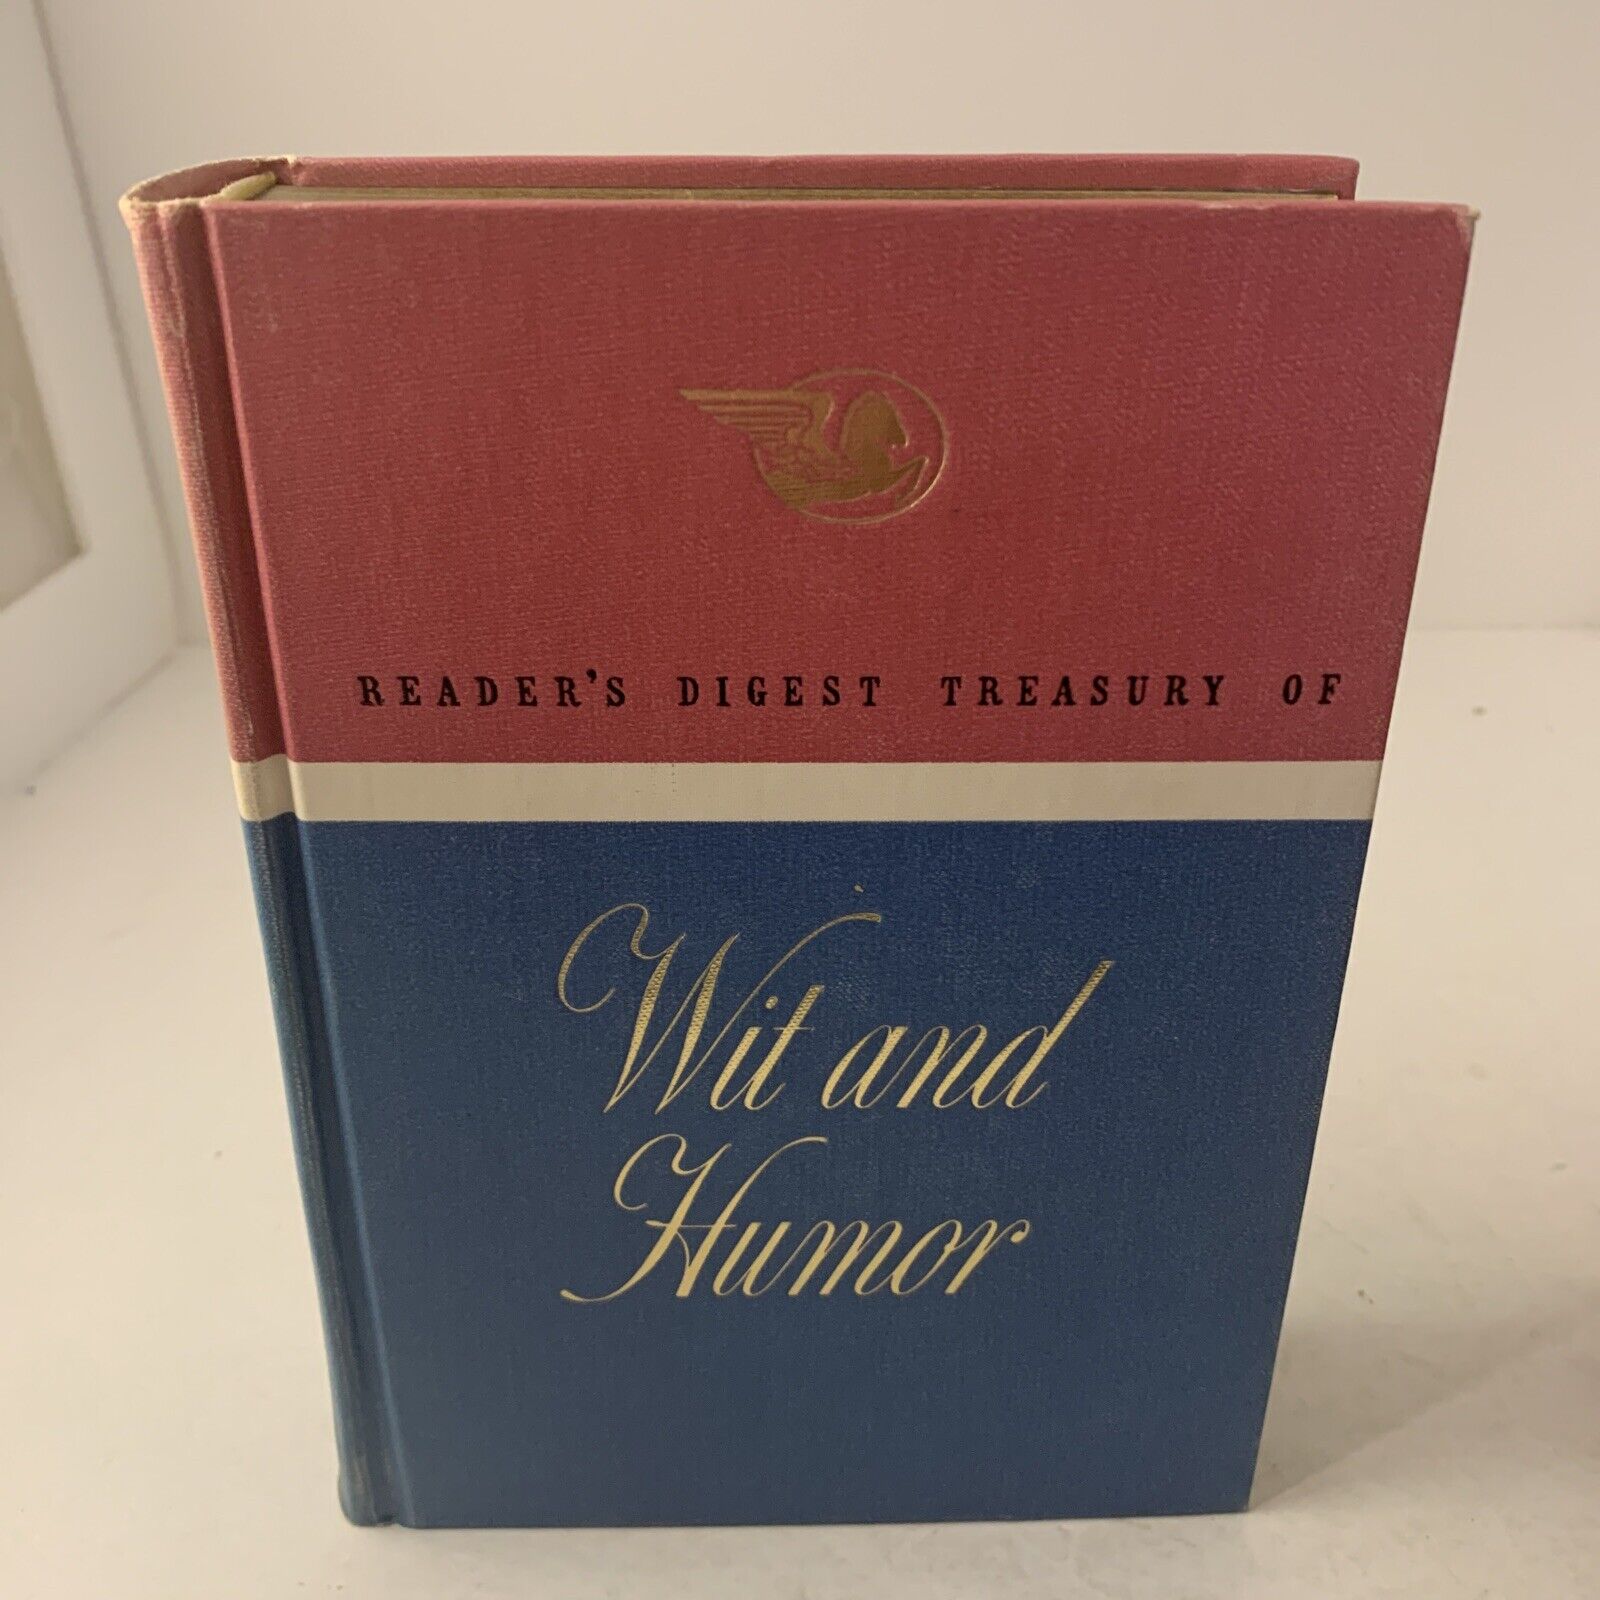 READER'S DIGEST TREASURY OF
Wit and
Humor